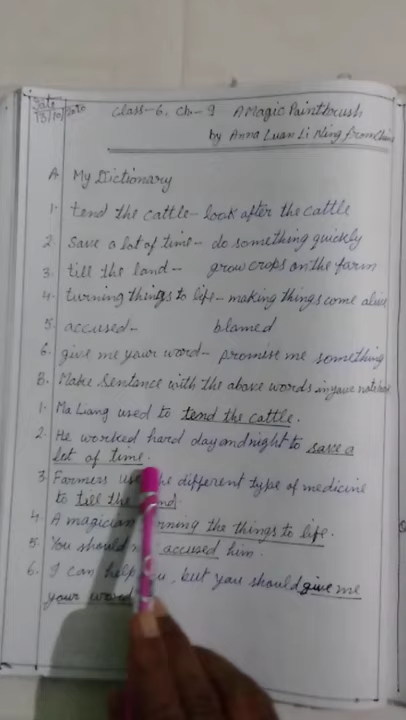 Date
13/10/2020
Class-6. Ch-9 A Magic Paintbrush
by Anna Luan Li Ming from China
A. My Dictionary
1. tend the cattle - look after the cattle
2. Save a lot of time - do something quickly
3. till the land - grow crops on the farm
4. turning things to life - making things come alive
5. accused - blamed
6. give me your word - promise me something
B. Make Sentence with the above words in your notebook
1. Ma Liang used to tend the cattle.
2. He worked hard day and night to save a
lot of time.
3. Farmers the different type of medicine
to till the
4. A magician the things to life.
5. You should accused him.
6. I can help , but you should give me
your word